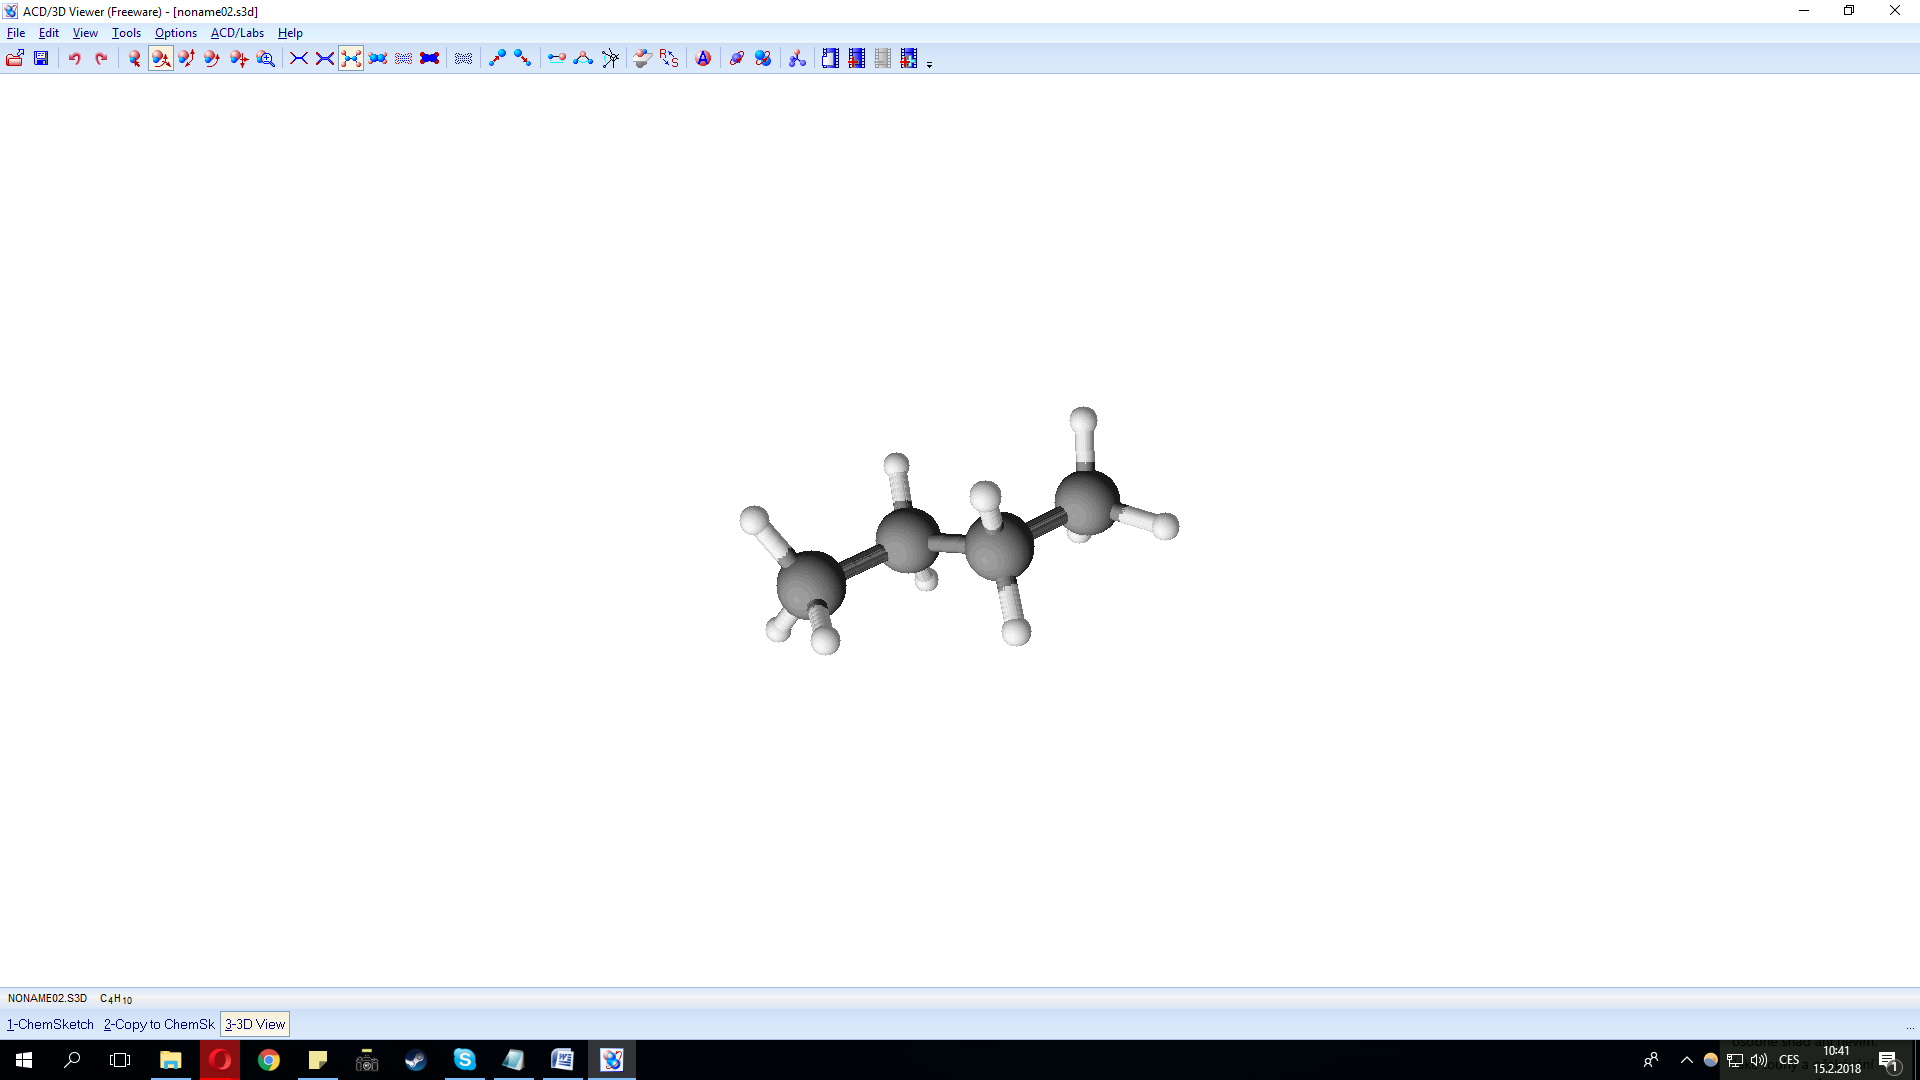 ACD/3D Viewer (Freeware) - [noname02.s3d]
File Edit View Tools Options ACD/Labs Help
NONAME02.S3D C4H10
1-ChemSketch 2-Copy to ChemSk 3-3D View
...
CES
10:41
15.2.2018
1